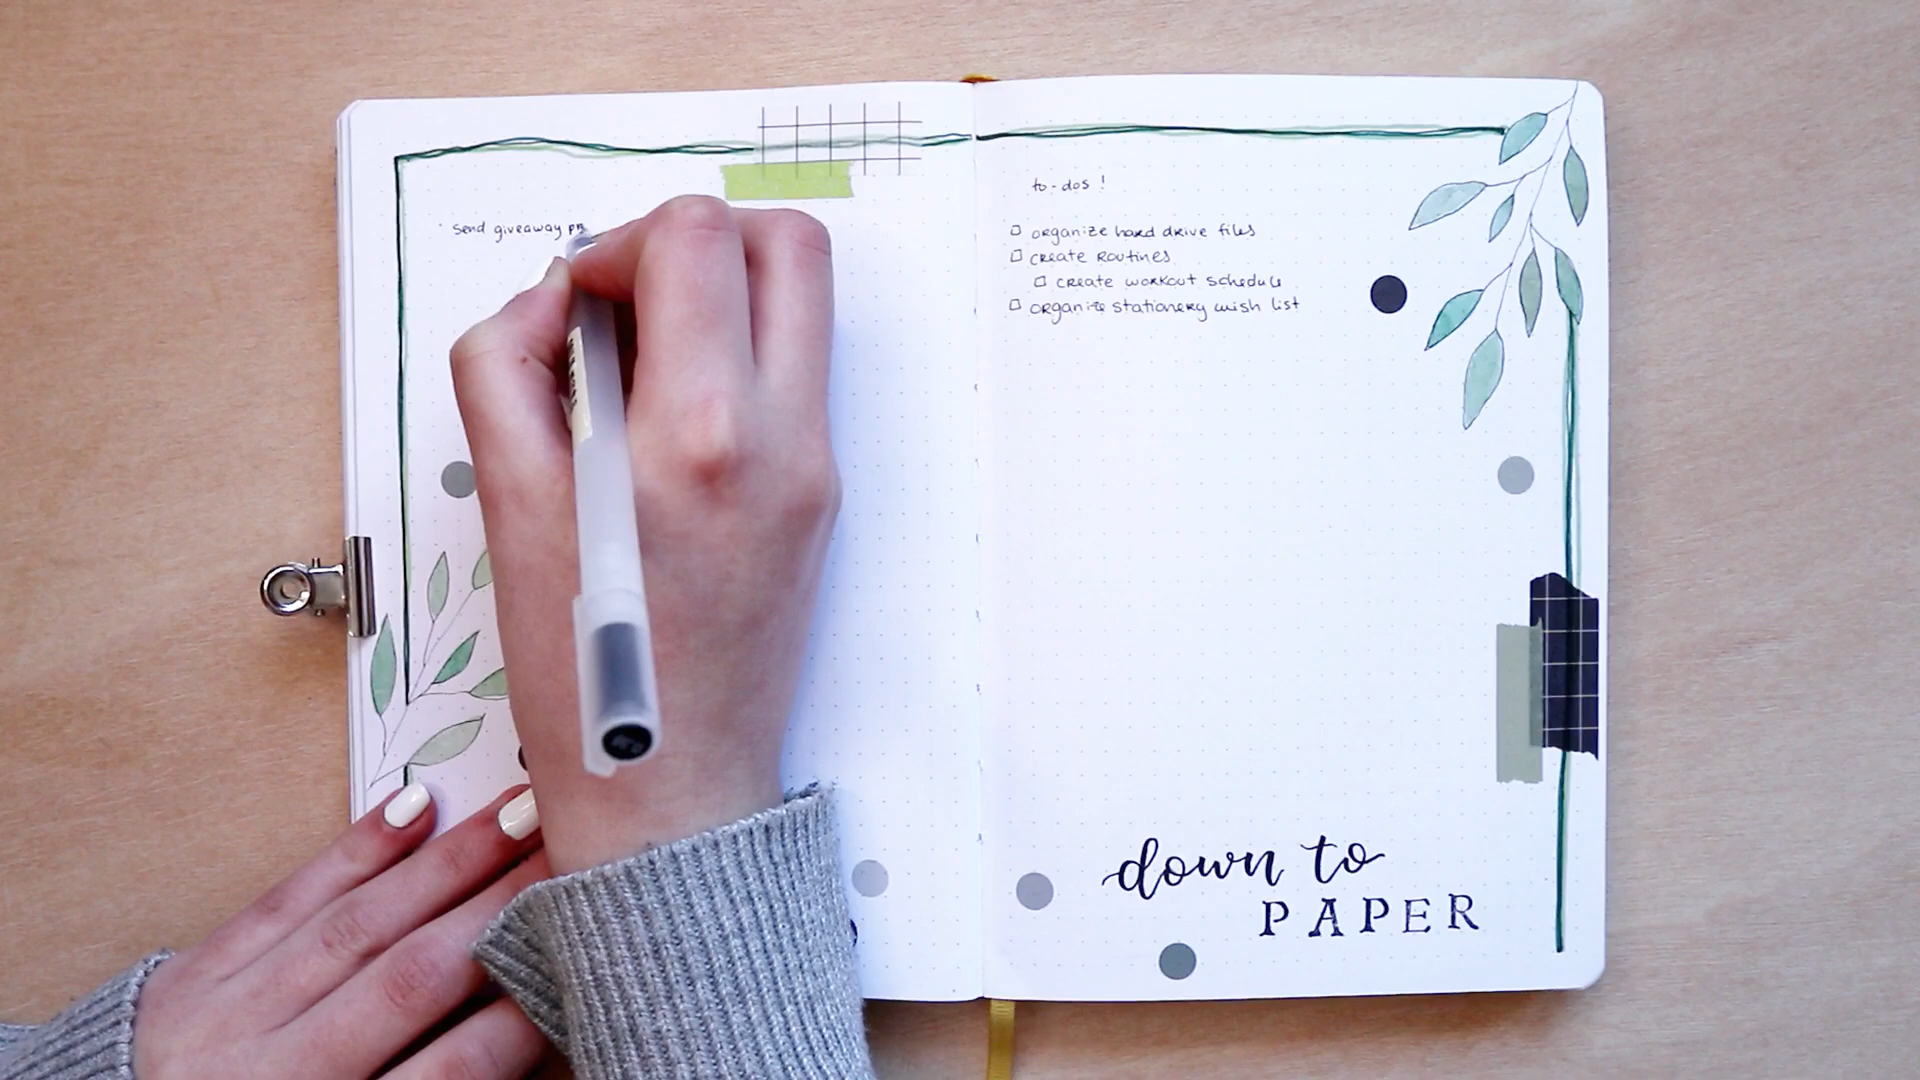 send giveaway
to-dos !
organize hard drive files
create routines
create workout schedule
organize stationery wish list
down to
PAPER